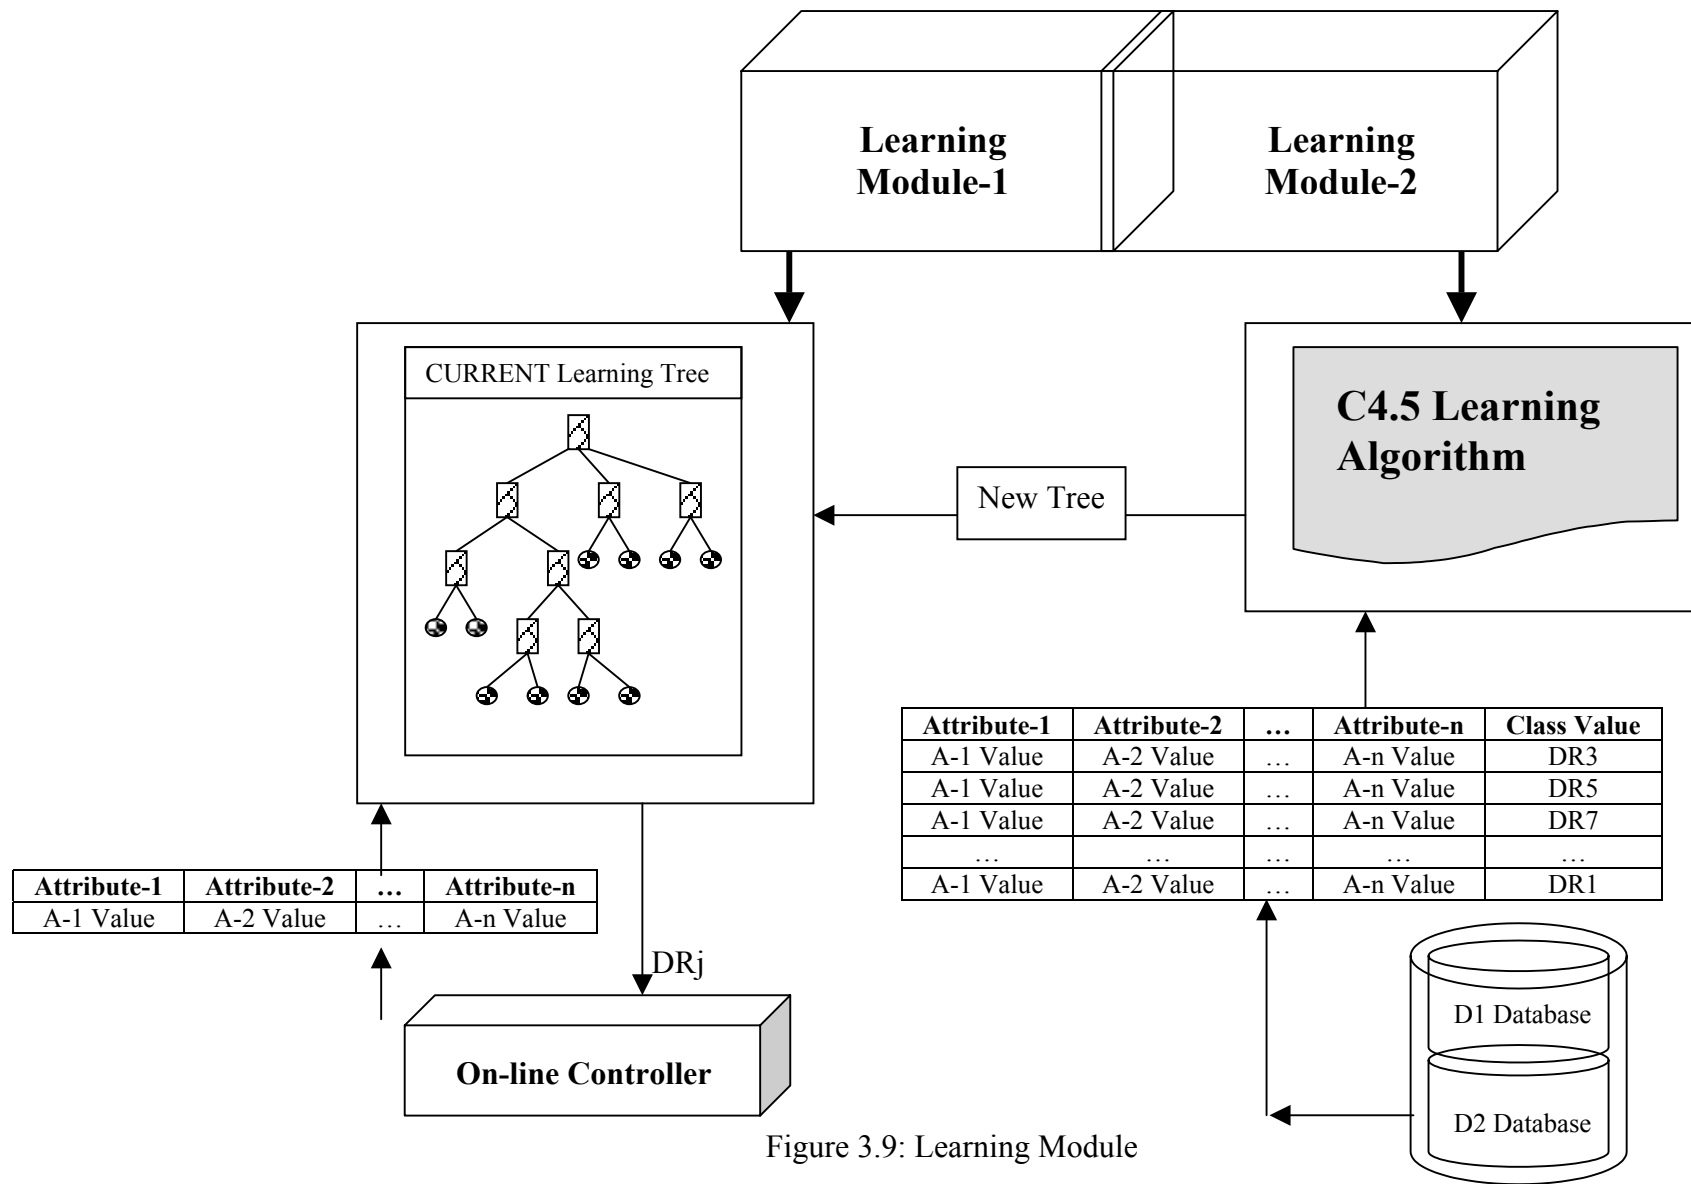 Learning
Module-1
Learning
Module-2
CURRENT Learning Tree
C4.5 Learning
Algorithm
New Tree
Attribute-1 Attribute-2 … Attribute-n Class Value
A-1 Value A-2 Value … A-n Value DR3
A-1 Value A-2 Value … A-n Value DR5
A-1 Value A-2 Value … A-n Value DR7
… … … … …
A-1 Value A-2 Value … A-n Value DR1
Attribute-1 Attribute-2 … Attribute-n
A-1 Value A-2 Value … A-n Value
DRj
On-line Controller
D1 Database
D2 Database
Figure 3.9: Learning Module